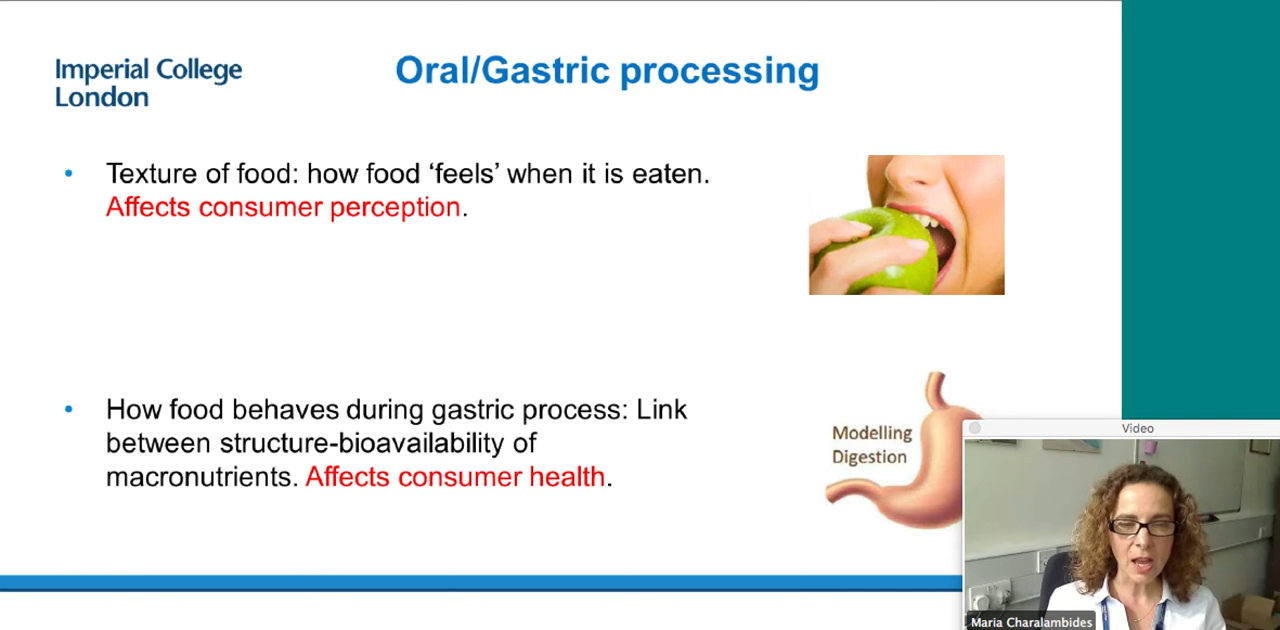 Imperial College
London
Oral/Gastric processing
• Texture of food: how food ‘feels’ when it is eaten.
Affects consumer perception.
• How food behaves during gastric process: Link
between structure-bioavailability of
macronutrients. Affects consumer health.
Modelling
Digestion
Video
Maria Charalambides